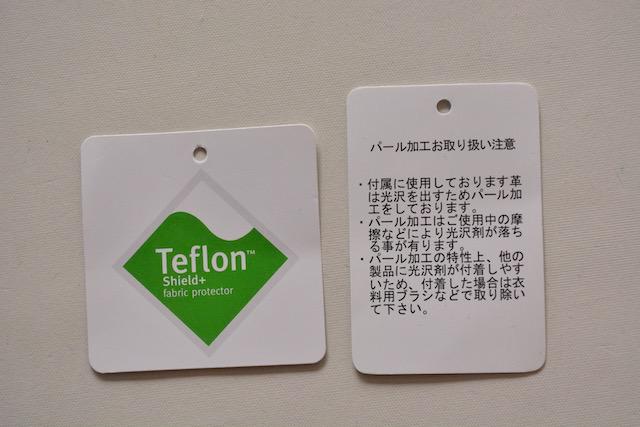 Teflon™
Shield+
fabric protector
パール加工お取り扱い注意
・付属に使用しております革
は光沢を出すためパール加
工をしております。
・パール加工はご使用中の摩
擦などにより光沢剤が落ち
る事が有ります。
・パール加工の特性上、他の
製品に光沢剤が付着しやす
いため、付着した場合は衣
料用ブラシなどで取り除い
て下さい。